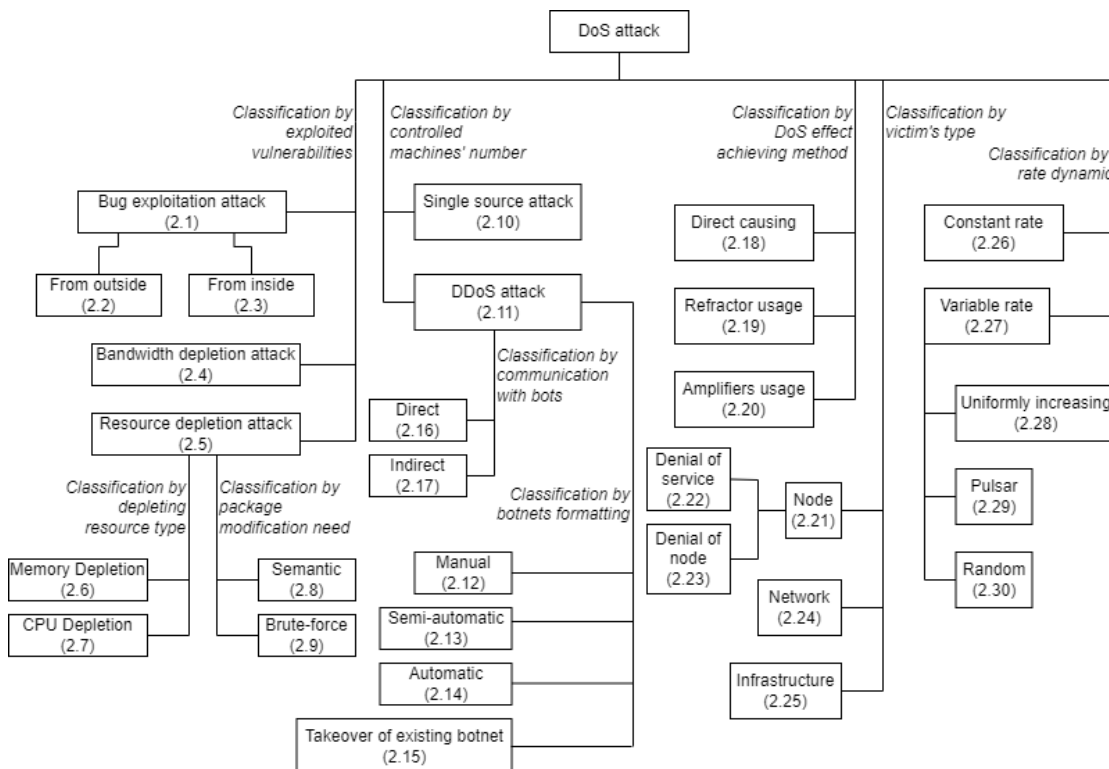 DoS attack
Classification by
exploited
vulnerabilities
Classification by
controlled
machines' number
Classification by
DoS effect
achieving method
Classification by
victim's type
Classification by
rate dynamic
Bug exploitation attack
(2.1)
From outside
(2.2)
From inside
(2.3)
Bandwidth depletion attack
(2.4)
Resource depletion attack
(2.5)
Classification by
depleting
resource type
Classification by
package
modification need
Memory Depletion
(2.6)
CPU Depletion
(2.7)
Semantic
(2.8)
Brute-force
(2.9)
Single source attack
(2.10)
DDoS attack
(2.11)
Classification by
communication
with bots
Direct
(2.16)
Indirect
(2.17)
Classification by
botnets formatting
Manual
(2.12)
Semi-automatic
(2.13)
Automatic
(2.14)
Takeover of existing botnet
(2.15)
Direct causing
(2.18)
Refractor usage
(2.19)
Amplifiers usage
(2.20)
Denial of
service
(2.22)
Denial of
node
(2.23)
Node
(2.21)
Network
(2.24)
Infrastructure
(2.25)
Constant rate
(2.26)
Variable rate
(2.27)
Uniformly increasing
(2.28)
Pulsar
(2.29)
Random
(2.30)